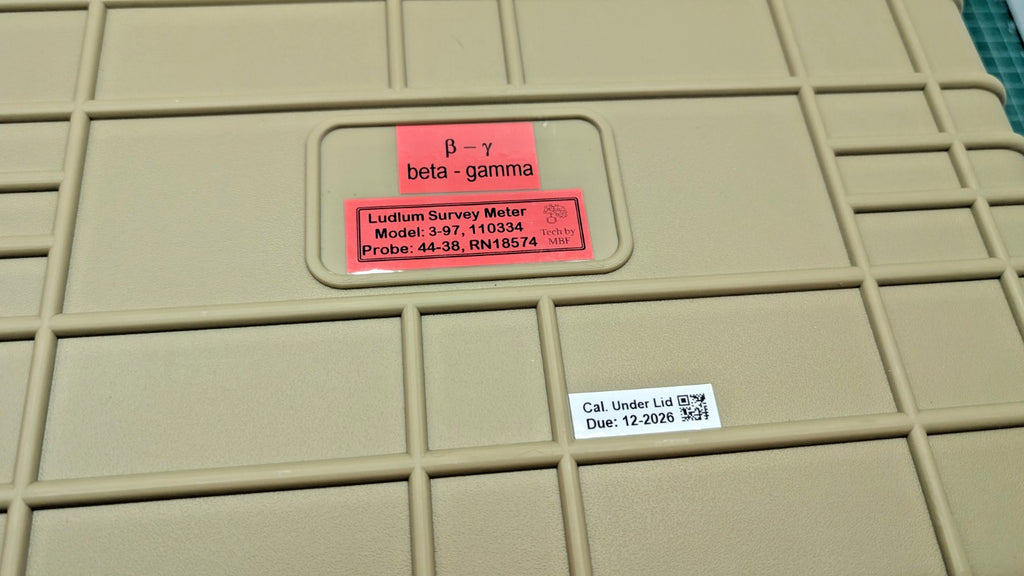 β – γ
beta - gamma
Ludlum Survey Meter
Model: 3-97, 110334
Probe: 44-38, RN18574
Tech by
MBF
Cal. Under Lid
Due: 12-2026